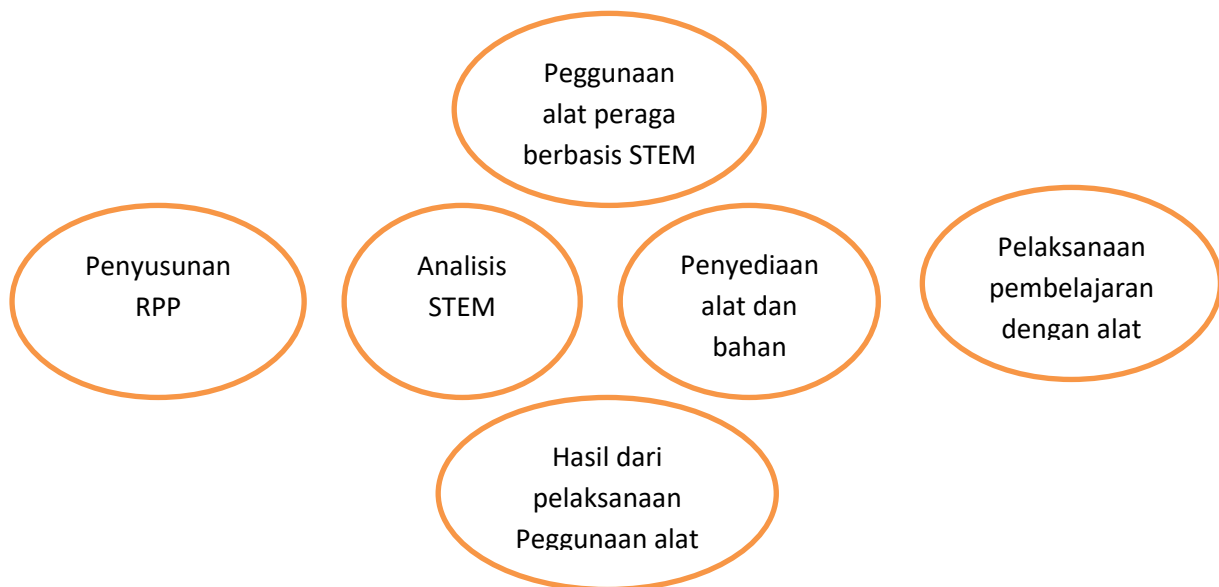 Peggunaan
alat peraga
berbasis STEM
Penyusunan
RPP
Analisis
STEM
Penyediaan
alat dan
bahan
Pelaksanaan
pembelajaran
dengan alat
Hasil dari
pelaksanaan
Peggunaan alat